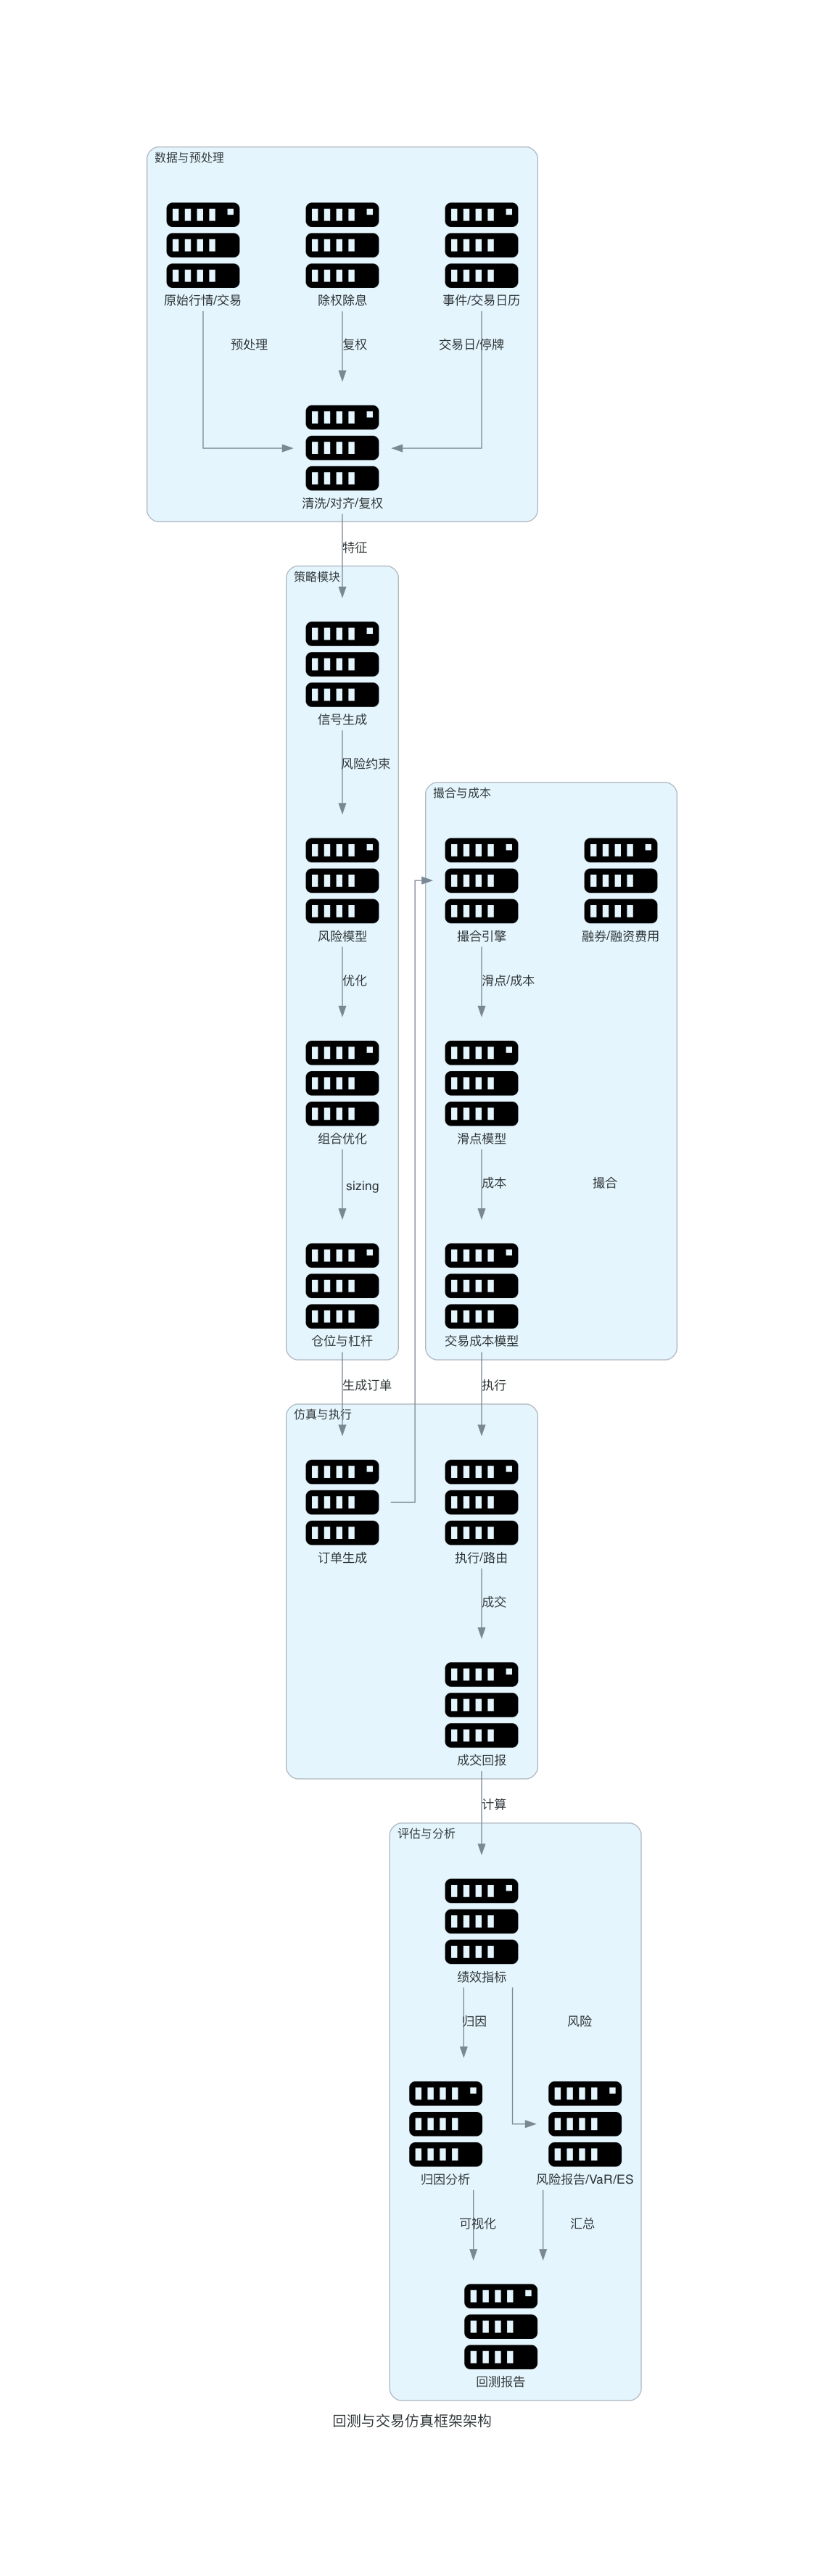 数据与预处理
原始行情/交易
除权除息
事件/交易日历
预处理
复权
交易日/停牌
清洗/对齐/复权
特征
策略模块
信号生成
风险约束
撮合与成本
风险模型
撮合引擎
融券/融资费用
优化
滑点/成本
组合优化
滑点模型
sizing
成本
撮合
仓位与杠杆
交易成本模型
生成订单
执行
仿真与执行
订单生成
执行/路由
成交
成交回报
计算
评估与分析
绩效指标
归因
风险
归因分析
风险报告/VaR/ES
可视化
汇总
回测报告
回测与交易仿真框架架构